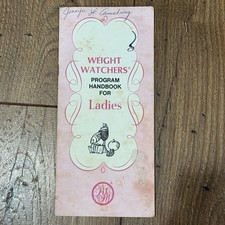 WEIGHT
WATCHERS®
PROGRAM
HANDBOOK
FOR
Ladies